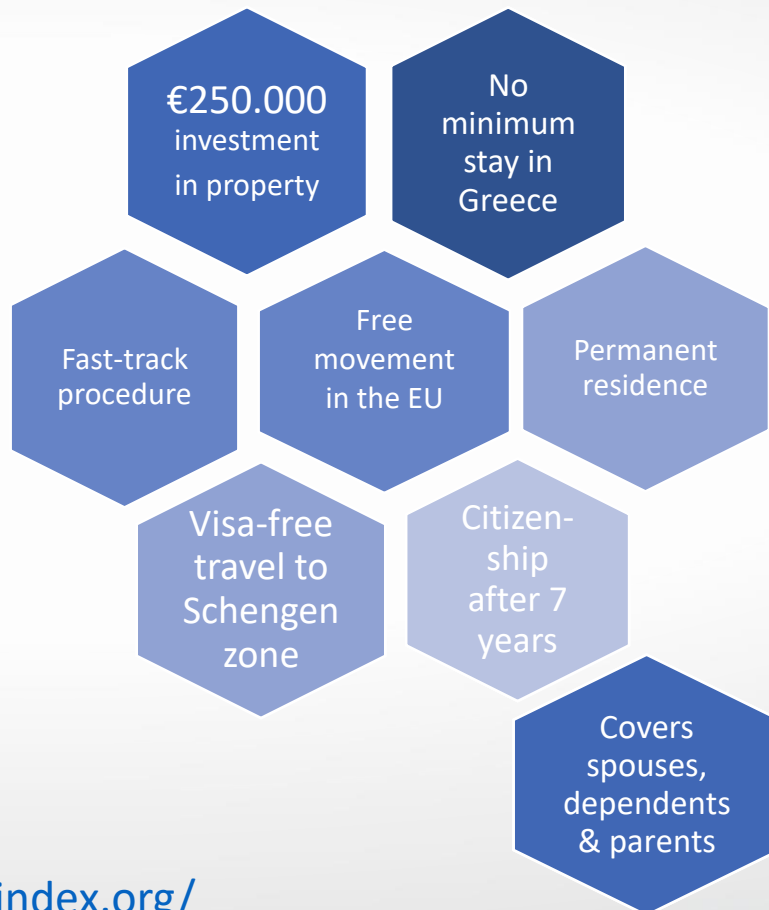 €250.000
investment
in property
No
minimum
stay in
Greece
Fast-track
procedure
Free
movement
in the EU
Permanent
residence
Visa-free
travel to
Schengen
zone
Citizen-
ship
after 7
years
Covers
spouses,
dependents
& parents
index.org/